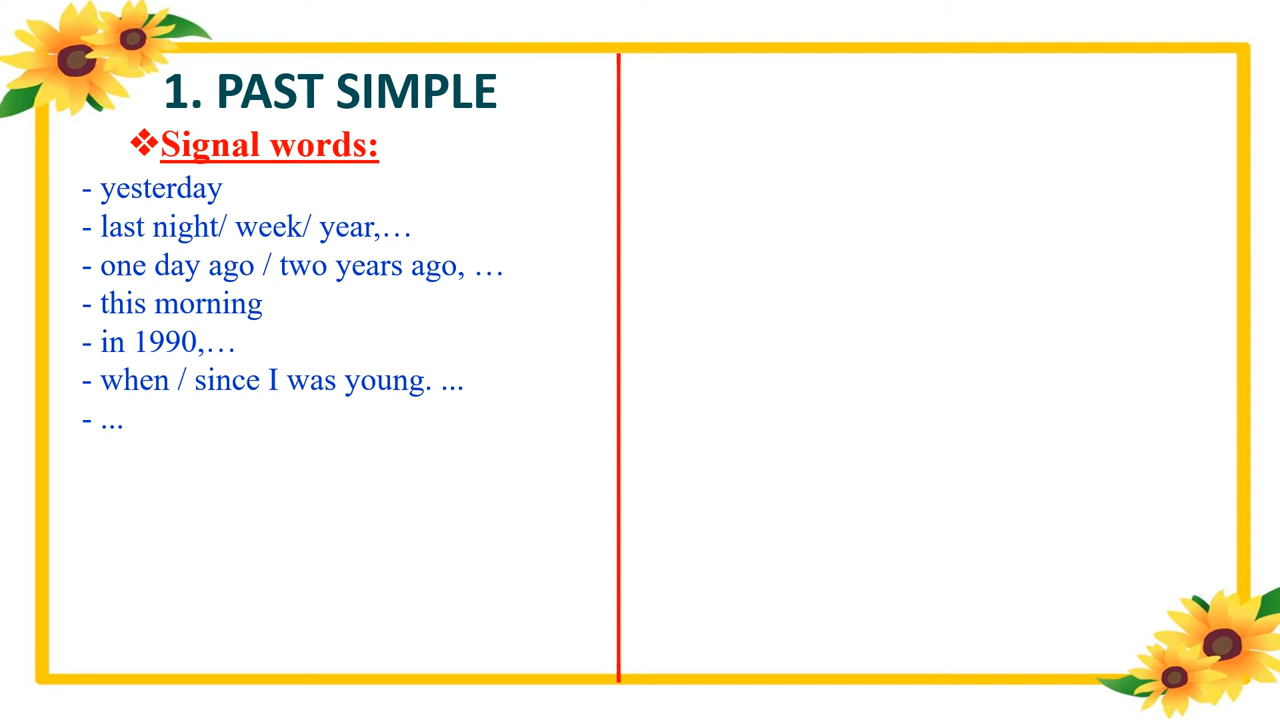 1. PAST SIMPLE
❖Signal words:
- yesterday
- last night/ week/ year,…
- one day ago / two years ago, …
- this morning
- in 1990,…
- when / since I was young. ...
- ...